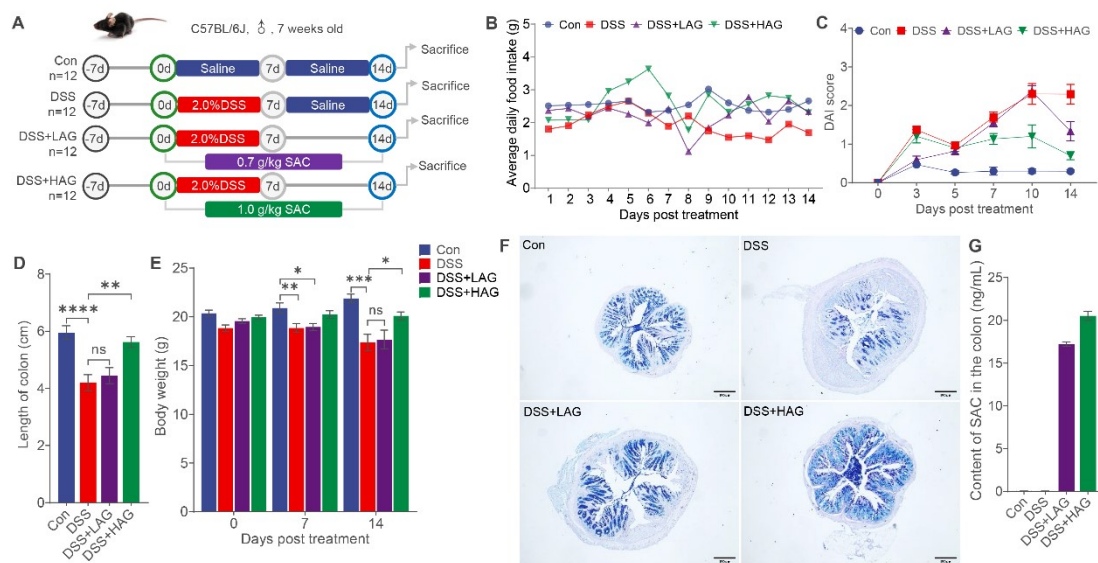 A
C57BL/6J, ♂, 7 weeks old
Con
n=12
-7d
0d
Saline
7d
Saline
14d
Sacrifice
DSS
n=12
-7d
0d
2.0%DSS
7d
Saline
14d
Sacrifice
DSS+LAG
n=12
-7d
0d
2.0%DSS
7d
14d
Sacrifice
0.7 g/kg SAC
DSS+HAG
n=12
-7d
0d
2.0%DSS
7d
14d
Sacrifice
1.0 g/kg SAC
B
Con DSS DSS+LAG DSS+HAG
Average daily food intake (g)
5
4
3
2
1
0
1 2 3 4 5 6 7 8 9 10 11 12 13 14
Days post treatment
C
Con DSS DSS+LAG DSS+HAG
DAI score
4
3
2
1
0
0 3 5 7 10 14
Days post treatment
D
Length of colon (cm)
8
6
4
2
0
****
**
ns
Con
DSS
DSS+LAG
DSS+HAG
E
Con
DSS
DSS+LAG
DSS+HAG
Body weight (g)
25
20
15
10
5
0
*
**
*
***
ns
0 7 14
Days post treatment
F
Con
DSS
DSS+LAG
DSS+HAG
G
Content of SAC in the colon (ng/mL)
25
20
15
10
5
0
Con
DSS
DSS+LAG
DSS+HAG